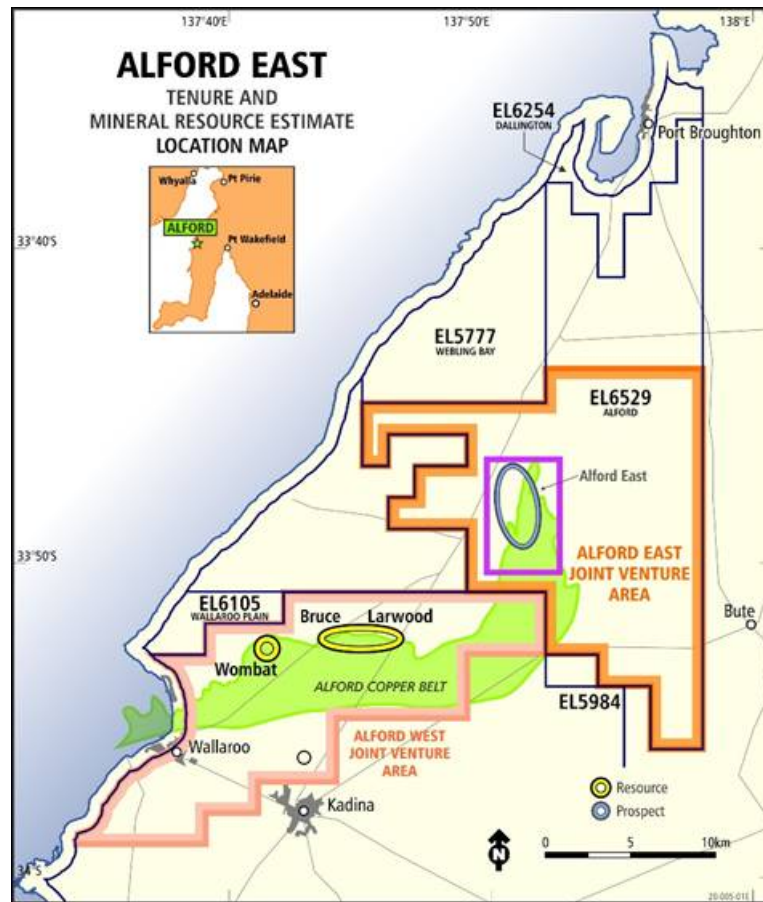 137°40'E
137°50'E
138°E
ALFORD EAST
TENURE AND
MINERAL RESOURCE ESTIMATE
LOCATION MAP
Whyalla
Pt Pirie
ALFORD
Pt Wakefield
Adelaide
EL6254
DALLINGTON
Port Broughton
33°40'S
EL5777
WEBLING BAY
EL6529
ALFORD
Alford East
33°50'S
ALFORD EAST
JOINT VENTURE
AREA
EL6105
WALLAROO PLAIN
Bruce
Larwood
Bute
Wombat
ALFORD COPPER BELT
EL5984
ALFORD WEST
JOINT VENTURE
AREA
Wallaroo
Resource
Prospect
Kadina
N
0 5 10km
34°S
20:005-01E